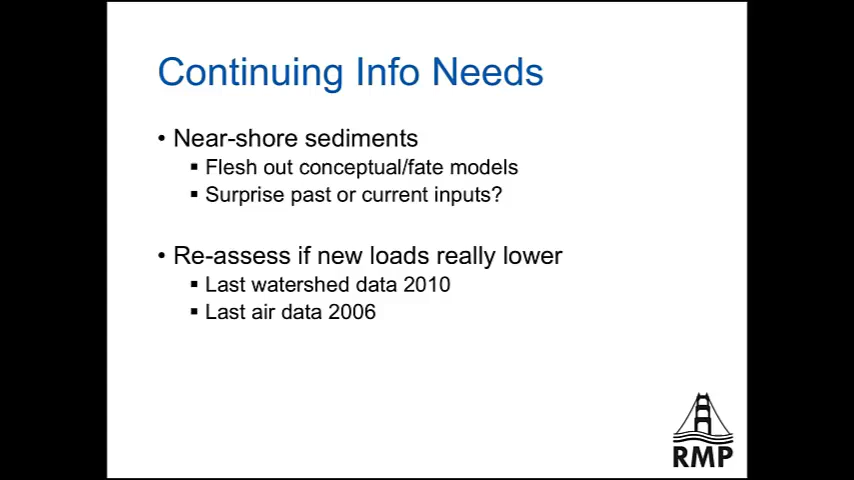 Continuing Info Needs
• Near-shore sediments
▪ Flesh out conceptual/fate models
▪ Surprise past or current inputs?
• Re-assess if new loads really lower
▪ Last watershed data 2010
▪ Last air data 2006
RMP